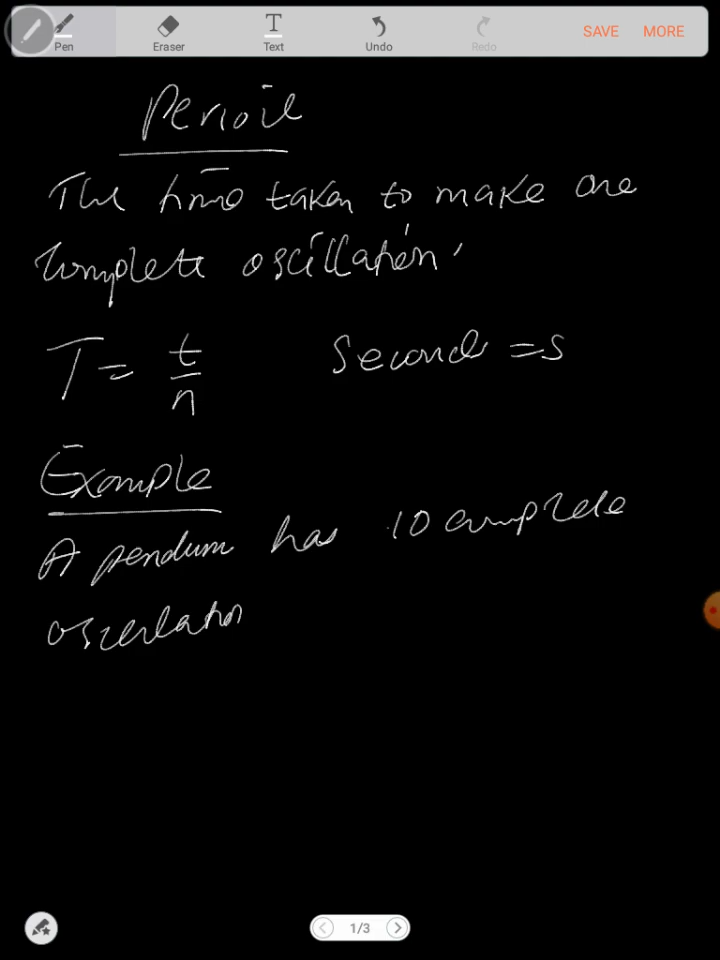 Pen Eraser Text Undo Redo SAVE MORE
Period
The time taken to make one
complete oscillation
T = t/n second = s
Example
A pendum has 10 complete
oscillation
1/3